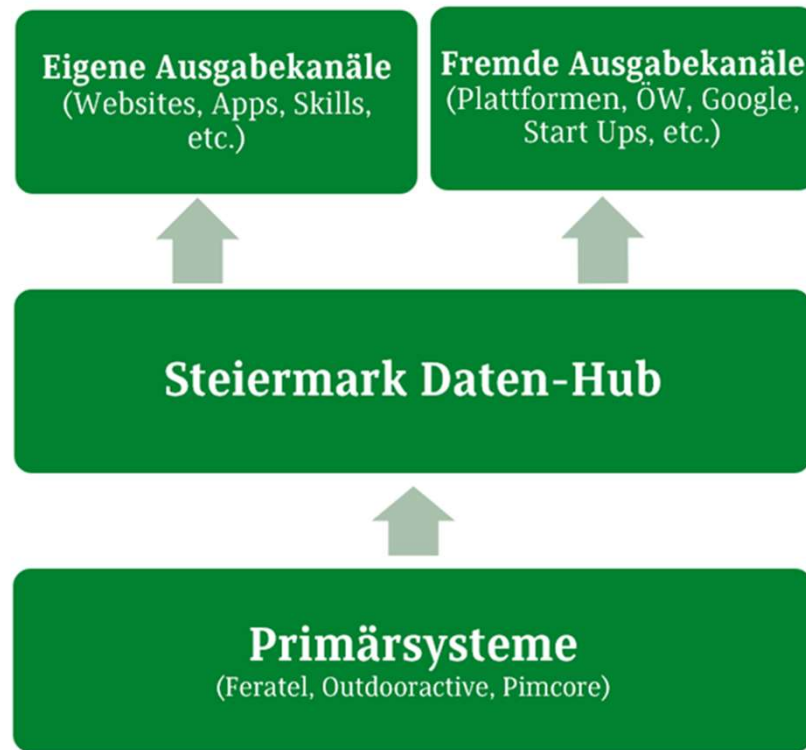 Eigene Ausgabekanäle
(Websites, Apps, Skills,
etc.)
Fremde Ausgabekanäle
(Plattformen, ÖW, Google,
Start Ups, etc.)
Steiermark Daten-Hub
Primärsysteme
(Feratel, Outdooractive, Pimcore)